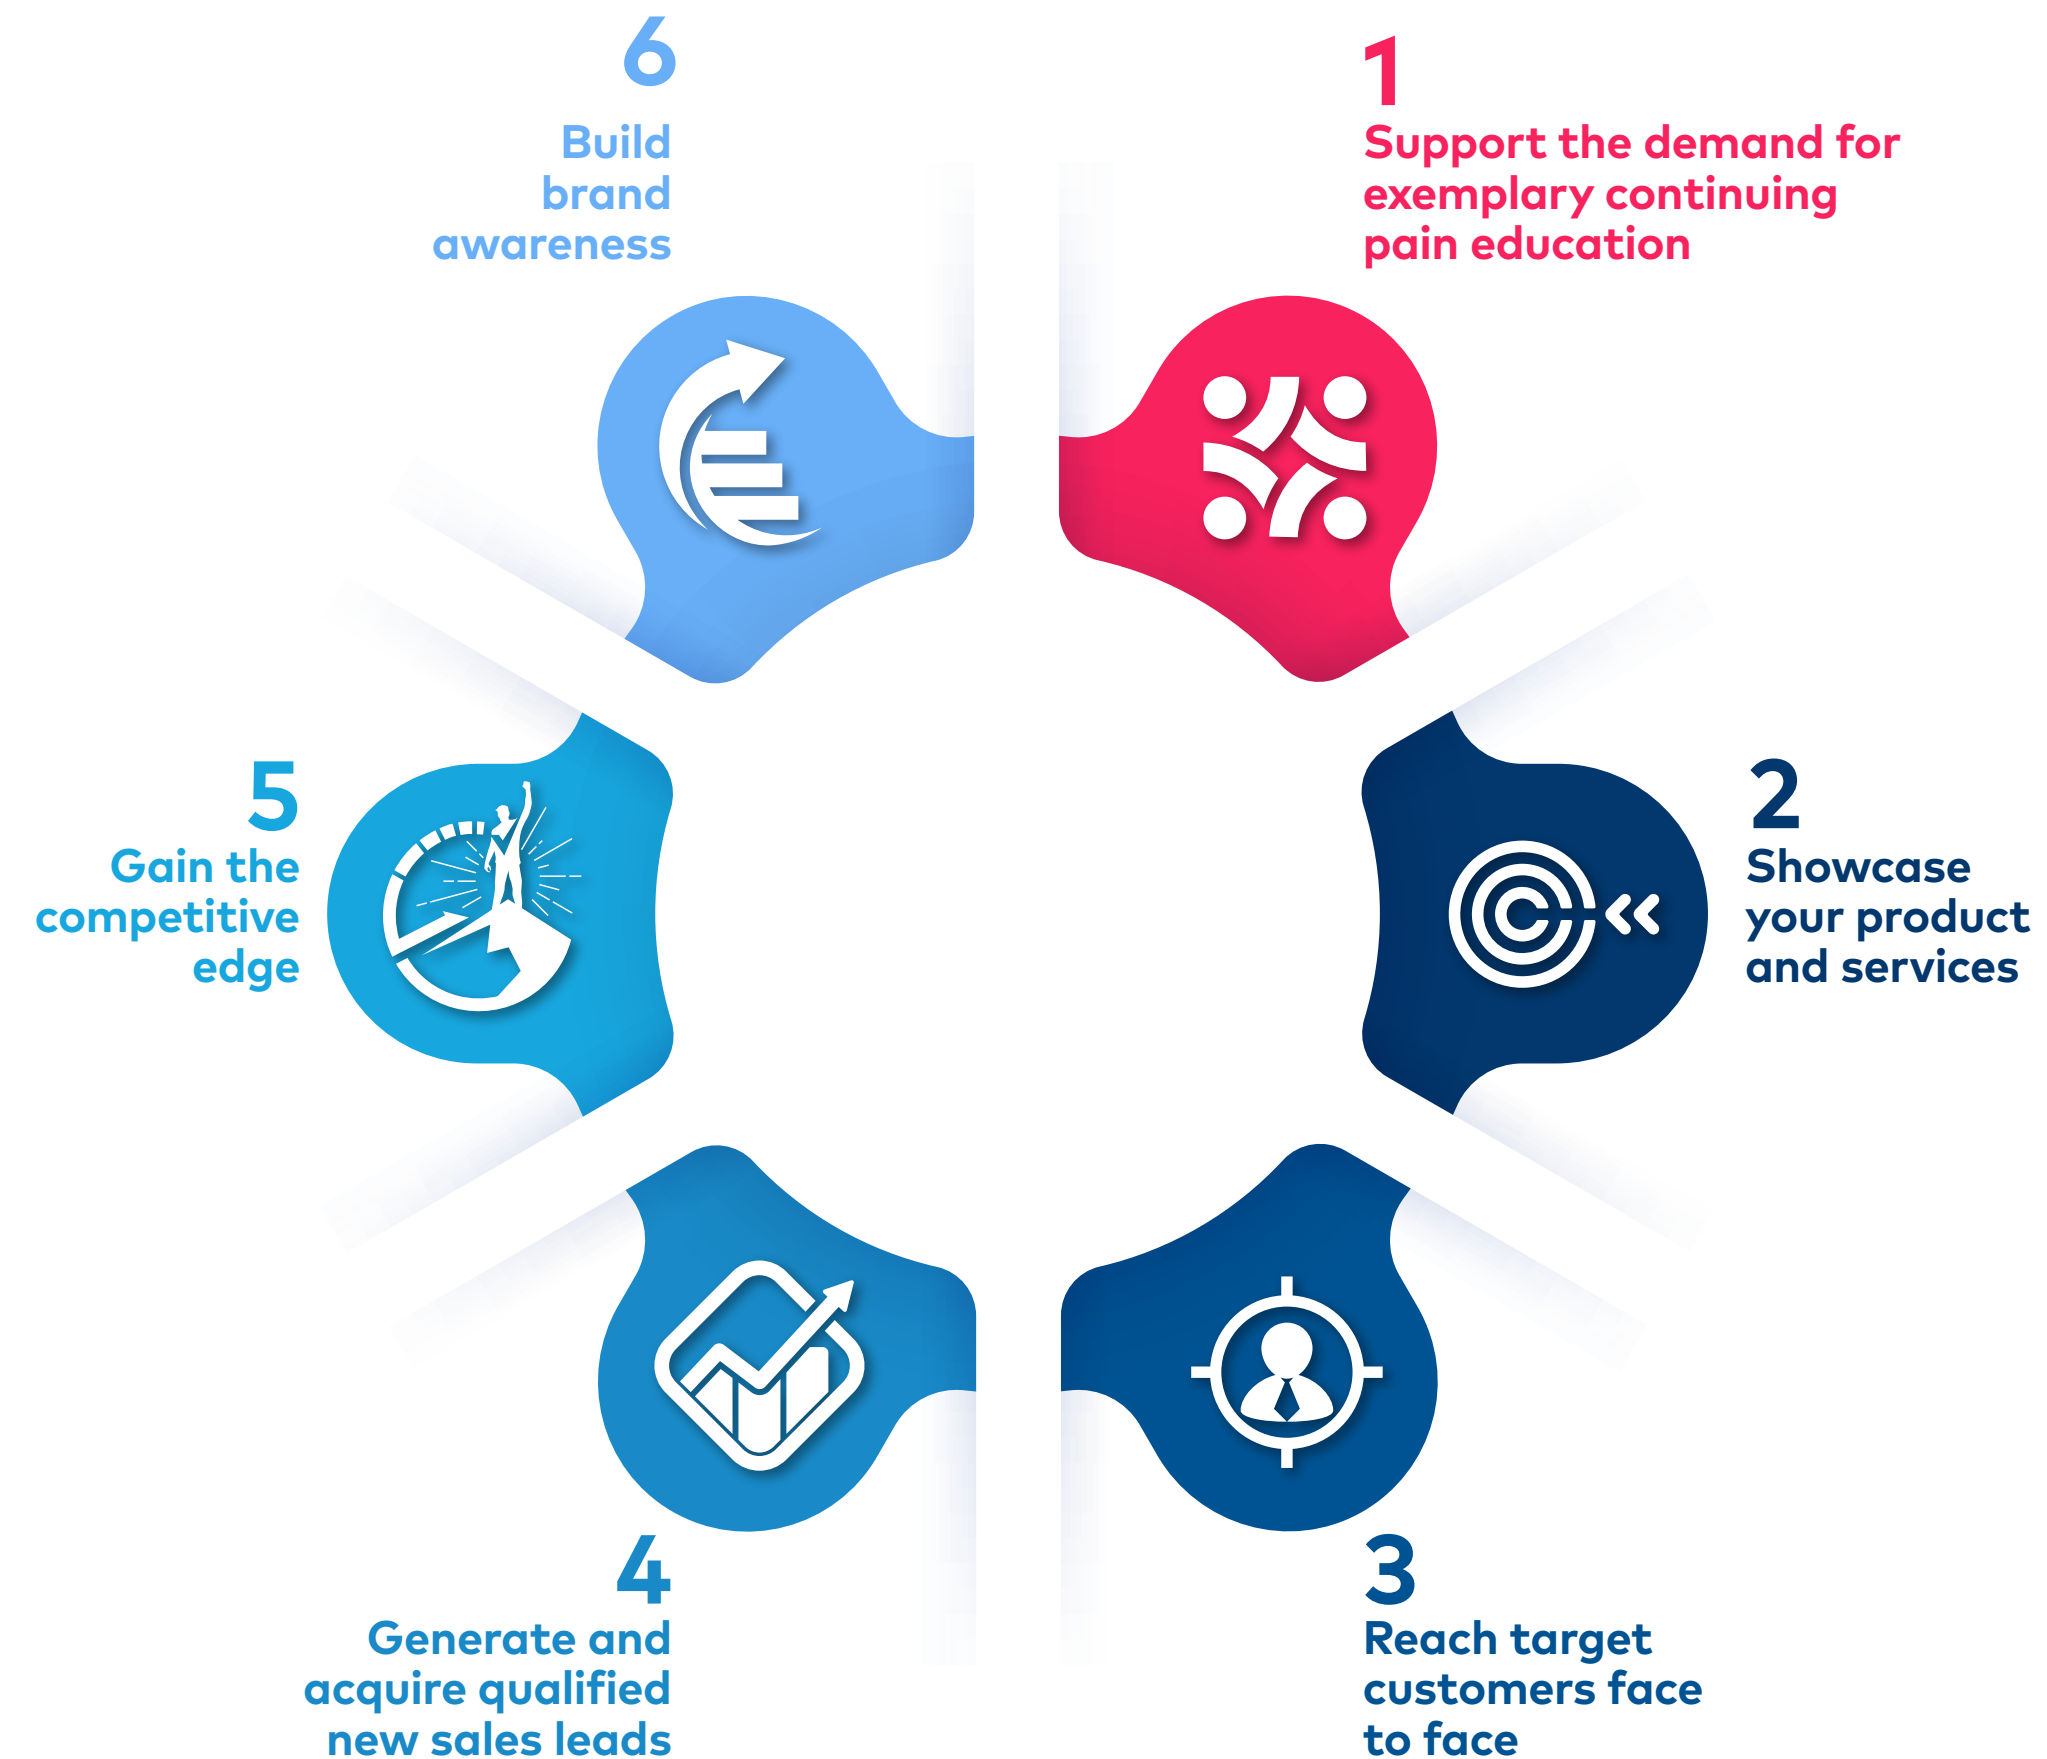 1
Support the demand for
exemplary continuing
pain education
2
Showcase
your product
and services
3
Reach target
customers face
to face
4
Generate and
acquire qualified
new sales leads
5
Gain the
competitive
edge
6
Build
brand
awareness